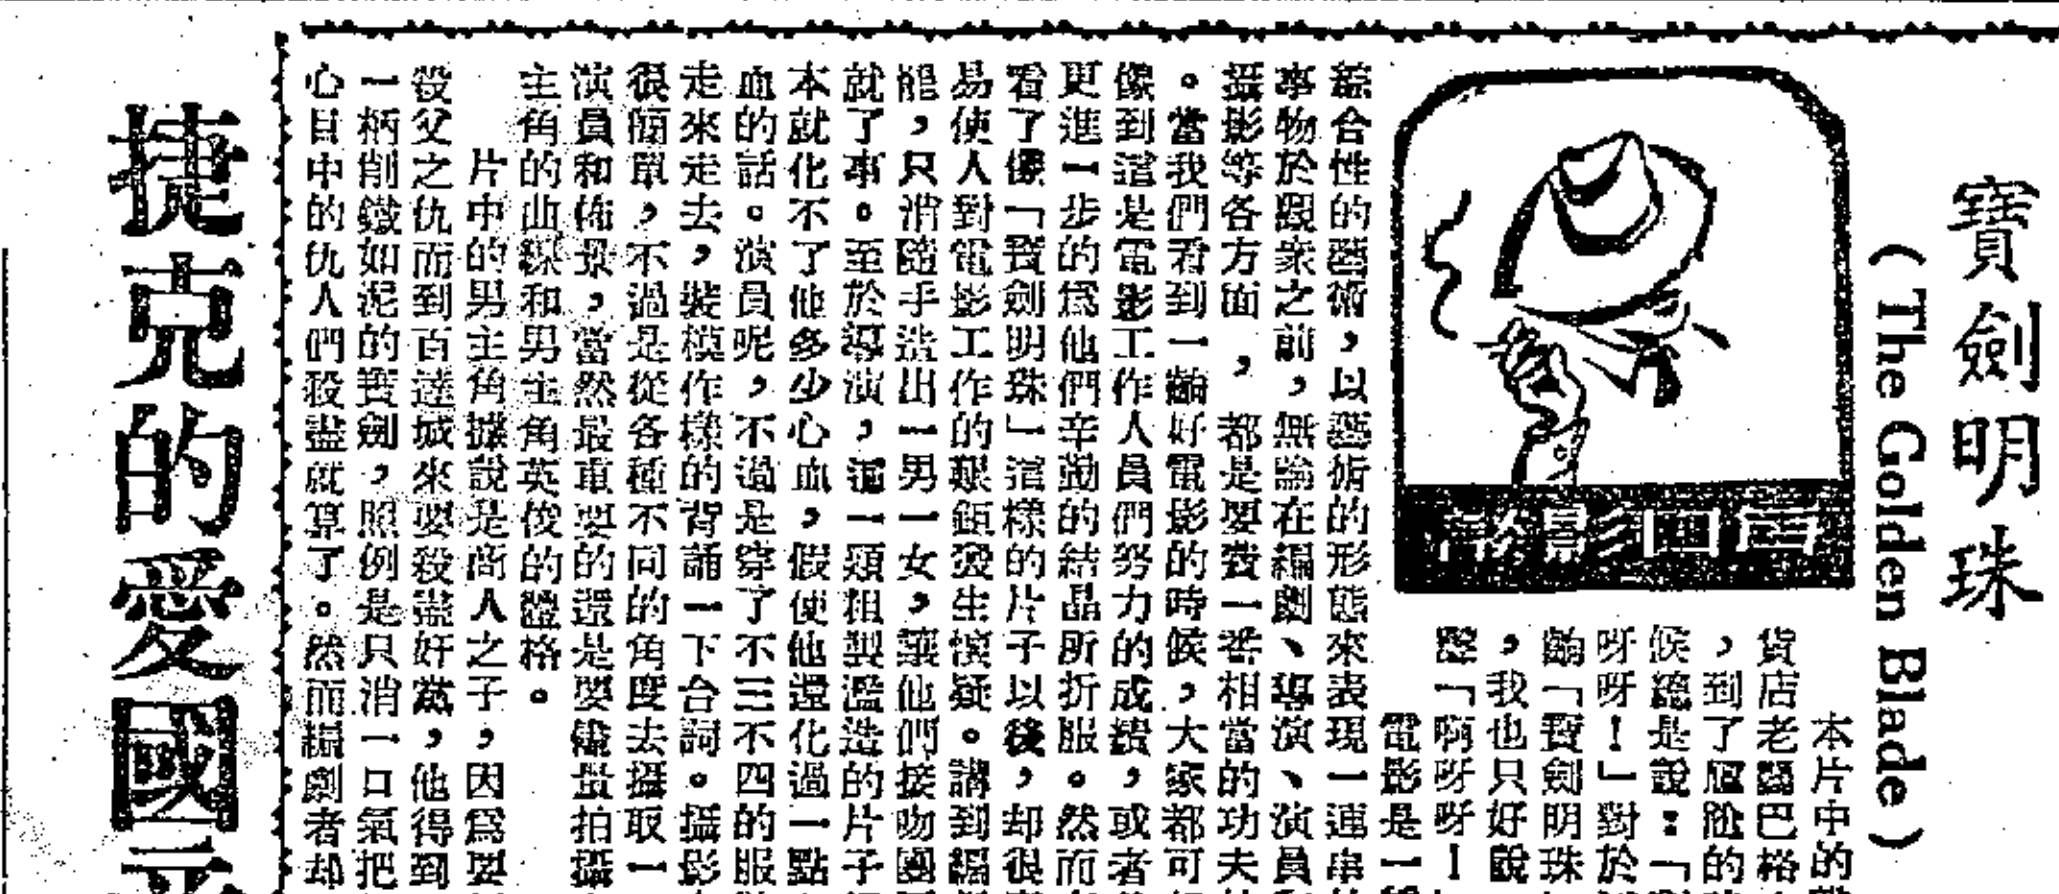 寶劍明珠
(The Golden Blade)
本片中的
貨店老闆巴格
，到了尷尬的
候總是說：「
呀呀！」對於
齣「寶劍明珠
，我也只好說
聲「啊呀呀！
電影是一
綜合性的藝術，以藝術的形態來表現一連串
事物於觀衆之前，無論在編劇、導演、演員
攝影等各方面，都是要費一番相當的功夫
。當我們看到一齣好電影的時候，大家都可
像到這是電影工作人員們努力的成績，或者
更進一步的爲他們辛勤的結晶所折服。然而
看了像「寶劍明珠」這樣的片子以後，却很
易使人對電影工作的艱鉅發生懷疑。講到編
，只消隨手造出一男一女，讓他們接吻
就了事。至於導演，一類粗製濫造的片子
本就化不了他多少心血，假使他還化過一點
血的話。演員呢，不過是穿了不三不四的服
走來走去，裝模作樣的背誦一下台詞。攝影
很簡單，不過是從各種不同的角度去攝取一
演員和佈景，當然最重要的還是要儘量拍攝
主角的曲線和男主角英俊的體格。
片中的男主角據說是商人之子，因爲要
殺父之仇而到百達城來要殺盡奸黨，他得到
一柄削鐵如泥的寶劍，照例是只消一口氣把
心目中的仇人們殺盡就算了。然而編劇者却
捷克的愛國